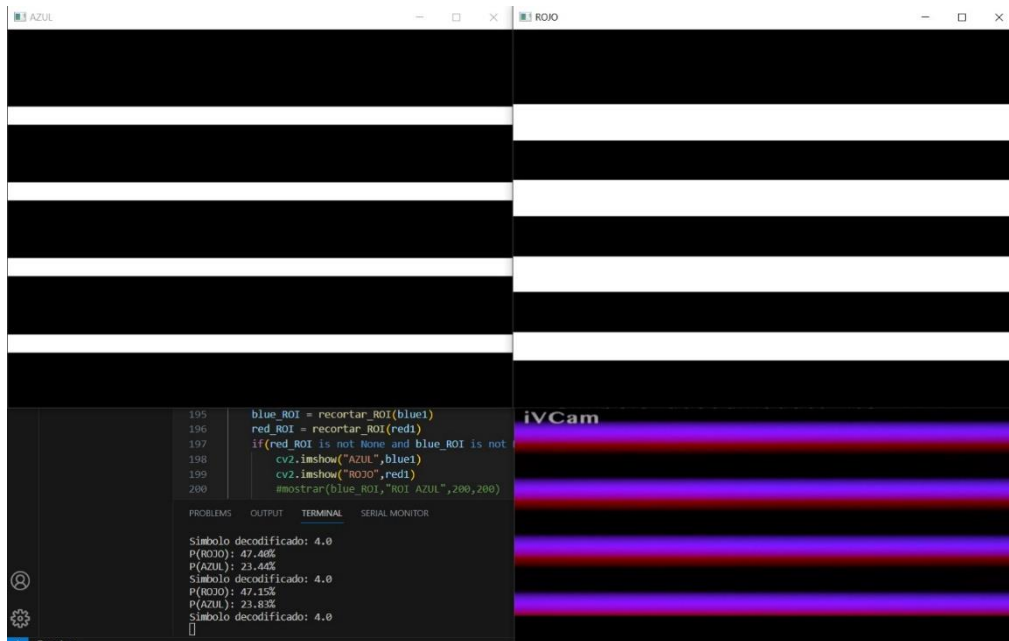 AZUL
ROJO
195 blue_ROI = recortar_ROI(blue1)
196 red_ROI = recortar_ROI(red1)
197 if(red_ROI is not None and blue_ROI is not
198 cv2.imshow("AZUL",blue1)
199 cv2.imshow("ROJO",red1)
200 #mostrar(blue_ROI,"ROI AZUL",200,200)
PROBLEMS OUTPUT TERMINAL SERIAL MONITOR
Simbolo decodificado: 4.0
P(ROJO): 47.40%
P(AZUL): 23.44%
Simbolo decodificado: 4.0
P(ROJO): 47.15%
P(AZUL): 23.83%
Simbolo decodificado: 4.0
iVCam